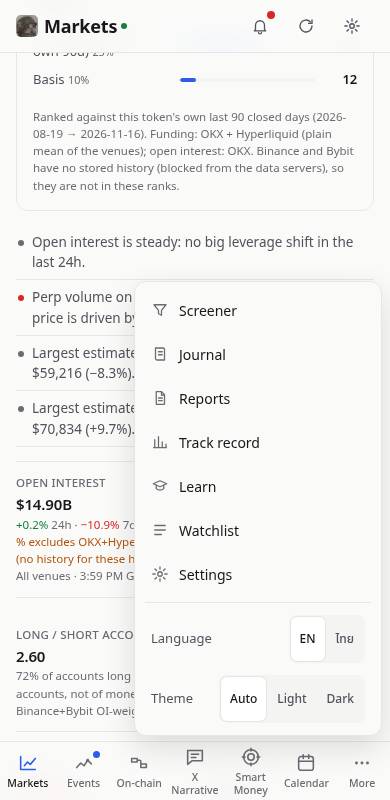 Markets
Basis 10% 12
Ranked against this token's own last 90 closed days (2026-
08-19 → 2026-11-16). Funding: OKX + Hyperliquid (plain
mean of the venues); open interest: OKX. Binance and Bybit
have no stored history (blocked from the data servers), so
they are not in these ranks.
Open interest is steady: no big leverage shift in the
last 24h.
Perp volume on
price is driven by
Largest estimate
$59,216 (−8.3%).
Largest estimate
$70,834 (+9.7%).
OPEN INTEREST
$14.90B
+0.2% 24h · −10.9% 7d
% excludes OKX+Hype
(no history for these h
All venues · 3:59 PM G
LONG / SHORT ACCO
2.60
72% of accounts long
accounts, not of mone
Binance+Bybit OI-weig
Screener
Journal
Reports
Track record
Learn
Watchlist
Settings
Language EN ไทย
Theme Auto Light Dark
Markets
Events
On-chain
X
Narrative
Smart
Money
Calendar
More